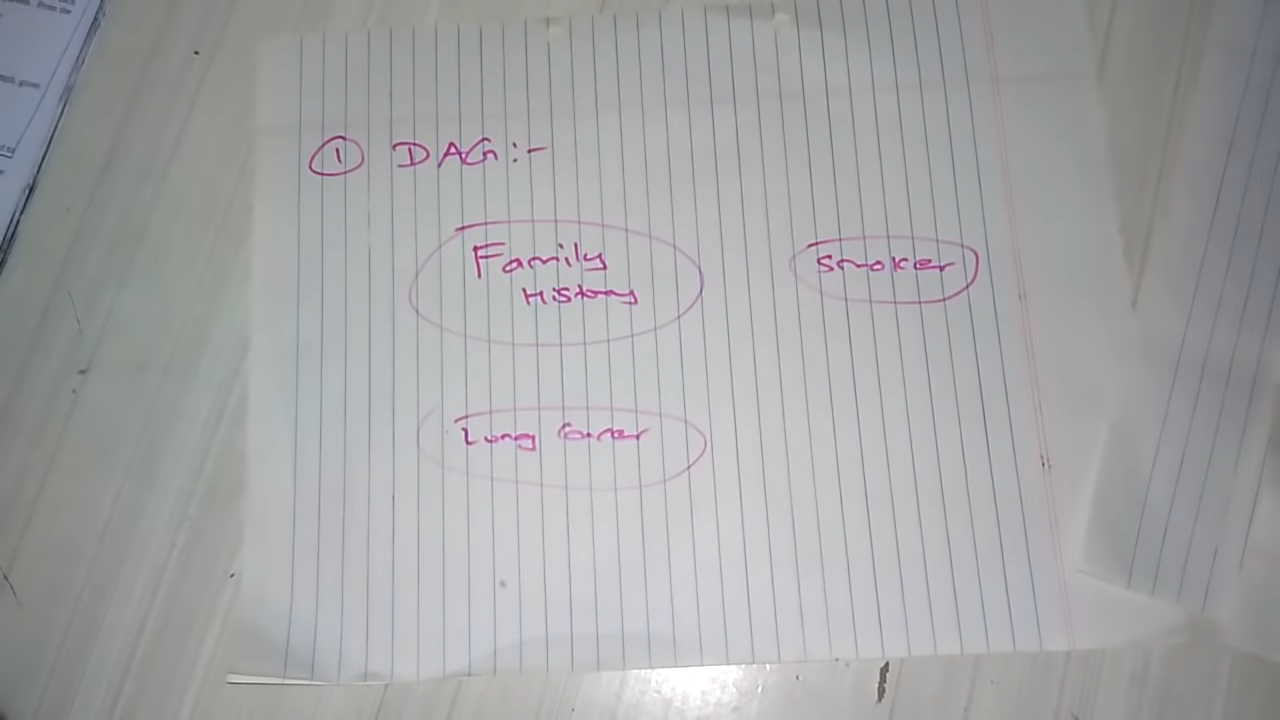 ① DAG:-
Family
History
Smoker
Lung Cancer